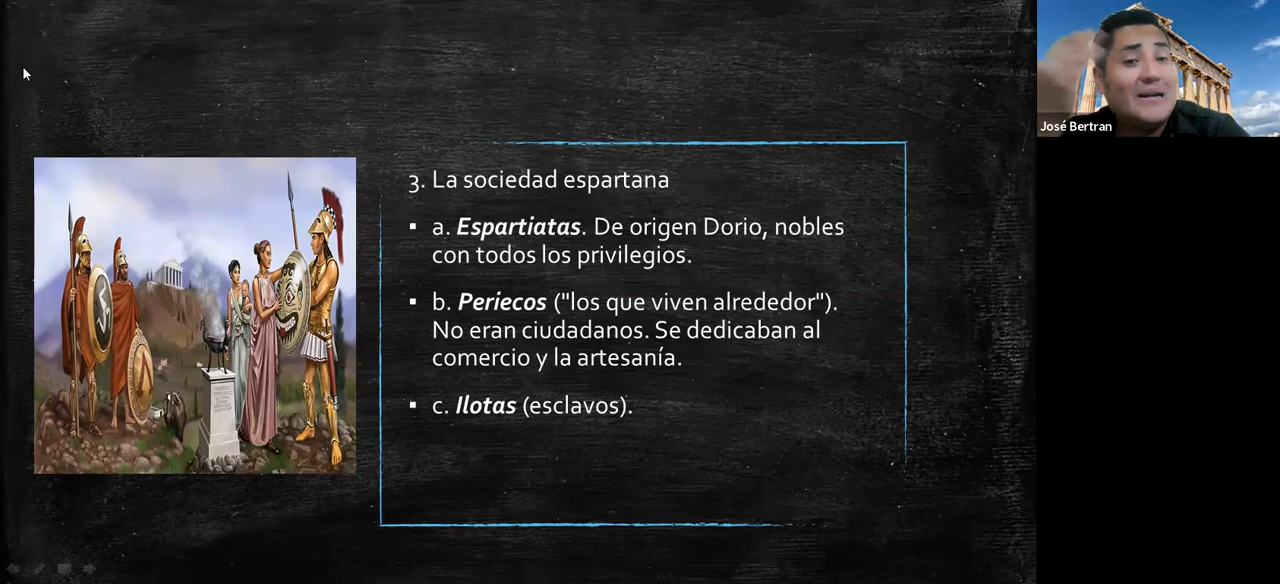 3. La sociedad espartana
▪ a. Espartiatas. De origen Dorio, nobles
con todos los privilegios.
▪ b. Periecos ("los que viven alrededor").
No eran ciudadanos. Se dedicaban al
comercio y la artesanía.
▪ c. Ilotas (esclavos).
José Bertran